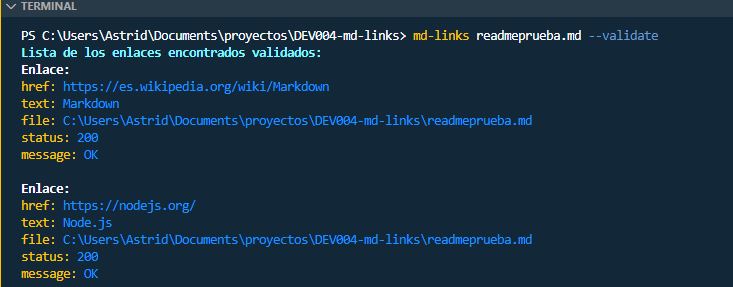 TERMINAL
PS C:\Users\Astrid\Documents\proyectos\DEV004-md-links> md-links readmeprueba.md --validate
Lista de los enlaces encontrados validados:
Enlace:
href: https://es.wikipedia.org/wiki/Markdown
text: Markdown
file: C:\Users\Astrid\Documents\proyectos\DEV004-md-links\readmeprueba.md
status: 200
message: OK
Enlace:
href: https://nodejs.org/
text: Node.js
file: C:\Users\Astrid\Documents\proyectos\DEV004-md-links\readmeprueba.md
status: 200
message: OK